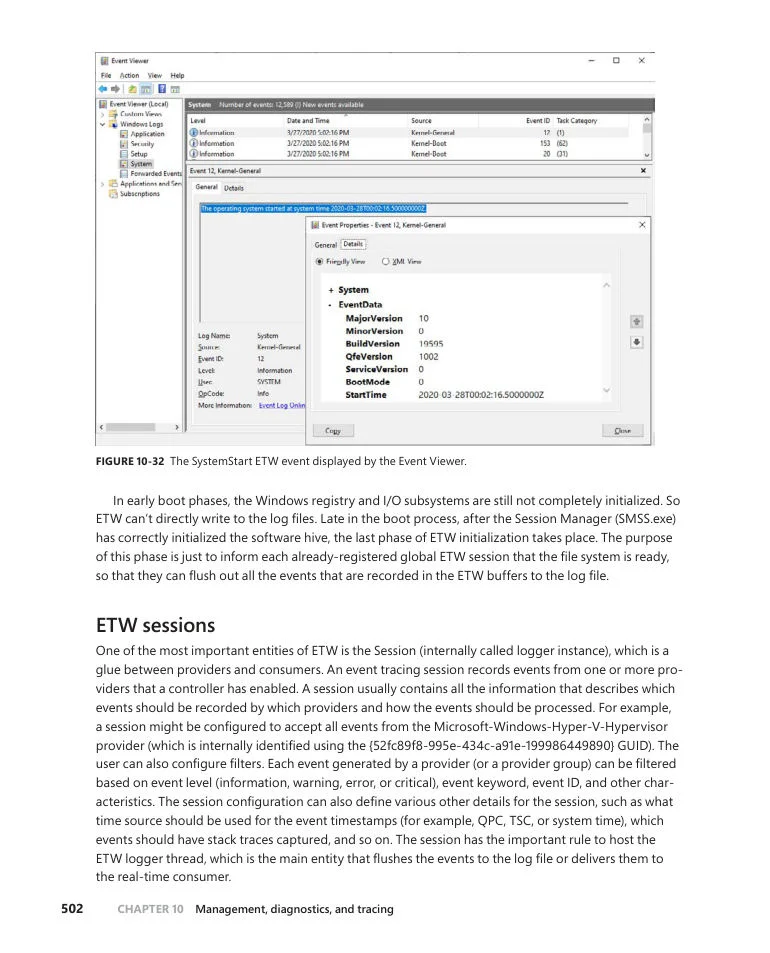 Event Viewer
File Action View Help
Event Viewer (Local)
Custom Views
Windows Logs
Application
Security
Setup
System
Forwarded Events
Applications and Ser
Subscriptions
System Number of events: 12,589 (!) New events available
Level Date and Time Source Event ID Task Category
Information 3/27/2020 5:02:16 PM Kernel-General 12 (1)
Information 3/27/2020 5:02:16 PM Kernel-Boot 153 (62)
Information 3/27/2020 5:02:16 PM Kernel-Boot 20 (31)
Event 12, Kernel-General
General Details
The operating system started at system time 2020-03-28T00:02:16.500000000Z.
Log Name: System
Source: Kernel-General
Event ID: 12
Level: Information
User: SYSTEM
OpCode: Info
More Information: Event Log Onlin
Event Properties - Event 12, Kernel-General
General Details
Friendly View XML View
+ System
- EventData
MajorVersion 10
MinorVersion 0
BuildVersion 19595
QfeVersion 1002
ServiceVersion 0
BootMode 0
StartTime 2020-03-28T00:02:16.5000000Z
Copy Close
FIGURE 10-32 The SystemStart ETW event displayed by the Event Viewer.
In early boot phases, the Windows registry and I/O subsystems are still not completely initialized. So
ETW can’t directly write to the log files. Late in the boot process, after the Session Manager (SMSS.exe)
has correctly initialized the software hive, the last phase of ETW initialization takes place. The purpose
of this phase is just to inform each already-registered global ETW session that the file system is ready,
so that they can flush out all the events that are recorded in the ETW buffers to the log file.
ETW sessions
One of the most important entities of ETW is the Session (internally called logger instance), which is a
glue between providers and consumers. An event tracing session records events from one or more pro-
viders that a controller has enabled. A session usually contains all the information that describes which
events should be recorded by which providers and how the events should be processed. For example,
a session might be configured to accept all events from the Microsoft-Windows-Hyper-V-Hypervisor
provider (which is internally identified using the {52fc89f8-995e-434c-a91e-199986449890} GUID). The
user can also configure filters. Each event generated by a provider (or a provider group) can be filtered
based on event level (information, warning, error, or critical), event keyword, event ID, and other char-
acteristics. The session configuration can also define various other details for the session, such as what
time source should be used for the event timestamps (for example, QPC, TSC, or system time), which
events should have stack traces captured, and so on. The session has the important rule to host the
ETW logger thread, which is the main entity that flushes the events to the log file or delivers them to
the real-time consumer.
502 CHAPTER 10 Management, diagnostics, and tracing